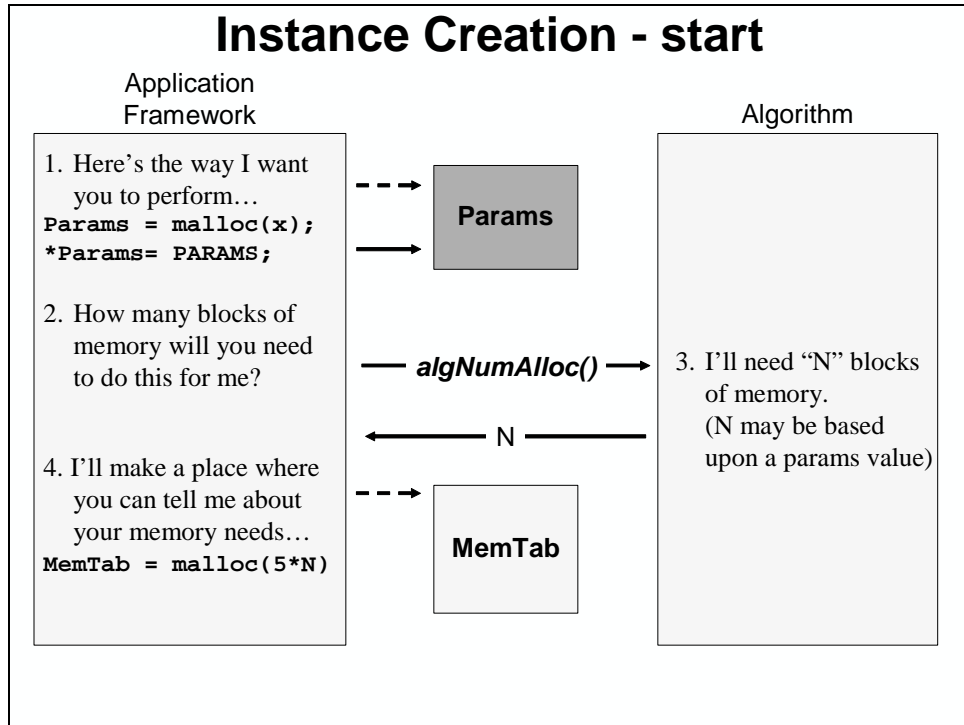 Instance Creation - start
Application
Framework
Algorithm
1. Here’s the way I want
you to perform…
Params = malloc(x);
*Params= PARAMS;
Params
2. How many blocks of
memory will you need
to do this for me?
algNumAlloc()
3. I’ll need “N” blocks
of memory.
(N may be based
upon a params value)
N
4. I’ll make a place where
you can tell me about
your memory needs…
MemTab = malloc(5*N)
MemTab